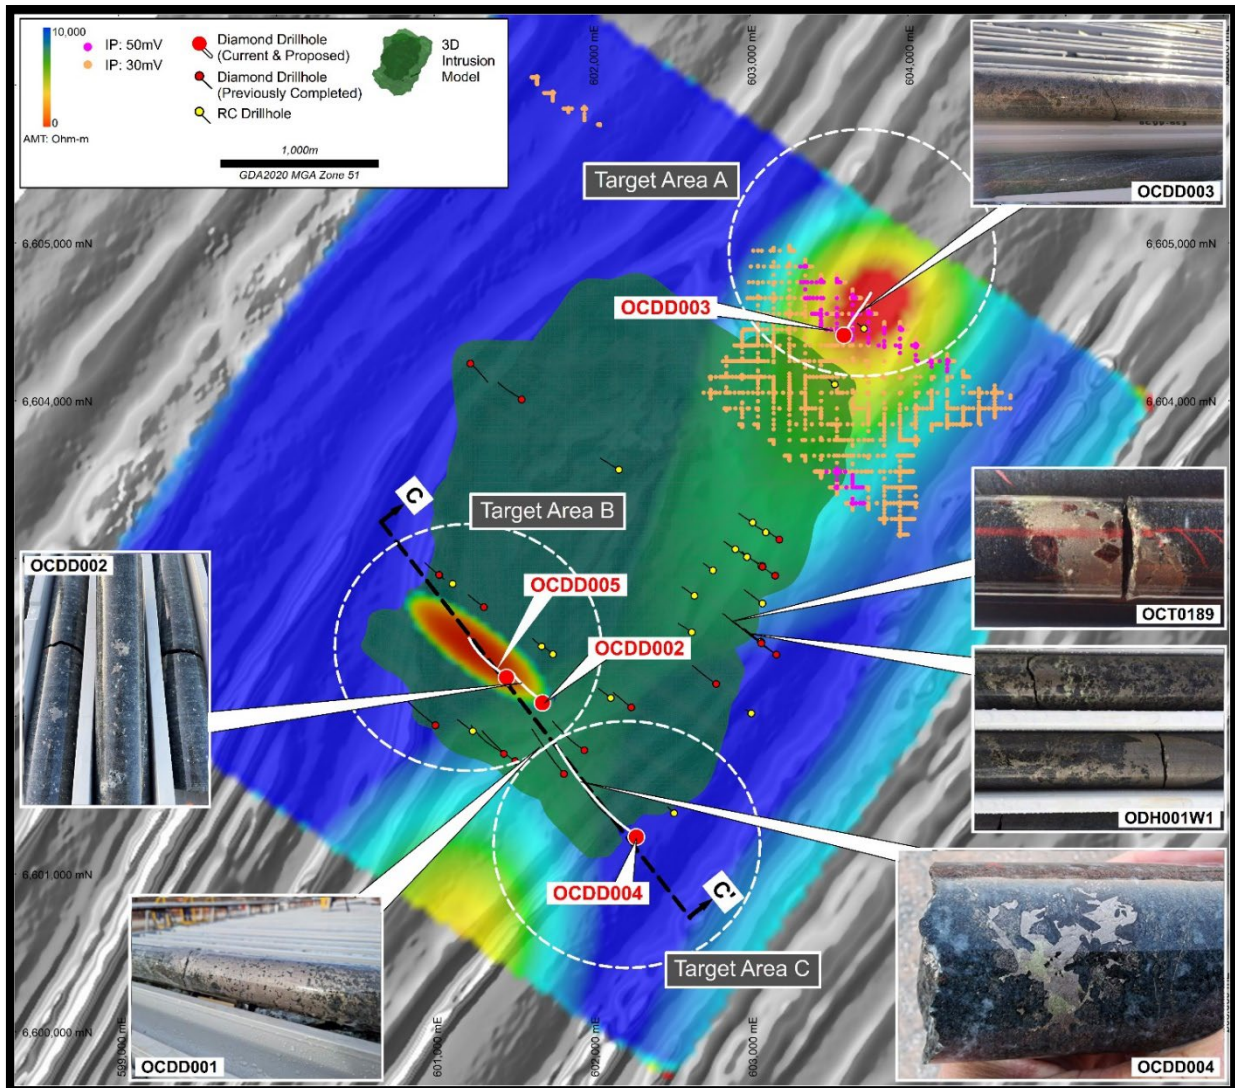 10,000
0
AMT: Ohm-m
IP: 50mV
IP: 30mV
Diamond Drillhole
(Current & Proposed)
Diamond Drillhole
(Previously Completed)
RC Drillhole
3D
Intrusion
Model
1,000m
GDA2020 MGA Zone 51
602,000 mE
603,000 mE
604,000 mE
OCDD003
Target Area A
6,605,000 mN
6,605,000 mN
OCDD003
6,604,000 mN
6,604,000 mN
C
Target Area B
OCDD002
OCDD005
OCDD002
OCT0189
ODH001W1
OCDD004
C'
6,601,000 mN
Target Area C
OCDD001
OCDD004
6,600,000 mN
599,000 mE
601,000 mE
602,000 mE
603,000 mE